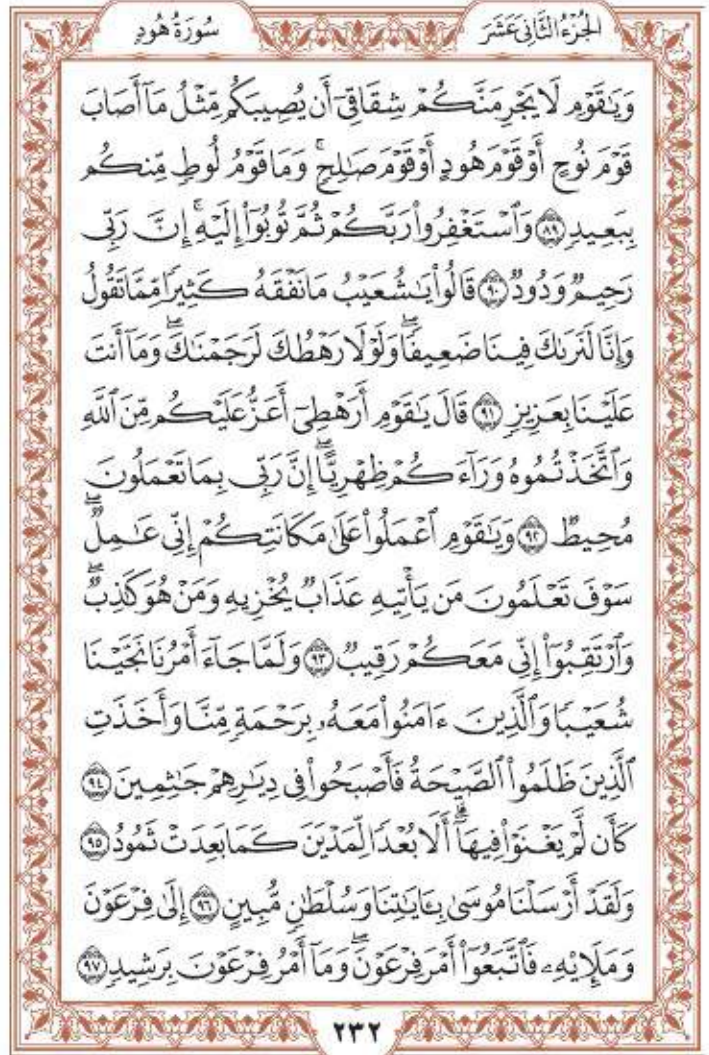 سُورَةُ هُودٍ
الجُزْءُ الثَّانِي عَشَرَ
وَيَٰقَوْمِ لَا يَجْرِمَنَّكُمْ شِقَاقِيٓ أَن يُصِيبَكُم مِّثْلُ مَآ أَصَابَ
قَوْمَ نُوحٍ أَوْ قَوْمَ هُودٍ أَوْ قَوْمَ صَٰلِحٍۚ وَمَا قَوْمُ لُوطٍ مِّنكُم
بِبَعِيدٍ ٨٩ وَٱسْتَغْفِرُوا۟ رَبَّكُمْ ثُمَّ تُوبُوٓا۟ إِلَيْهِۚ إِنَّ رَبِّى
رَحِيمٌ وَدُودٌ ٩٠ قَالُوا۟ يَٰشُعَيْبُ مَا نَفْقَهُ كَثِيرًا مِّمَّا تَقُولُ
وَإِنَّا لَنَرَىٰكَ فِينَا ضَعِيفًاۖ وَلَوْلَا رَهْطُكَ لَرَجَمْنَٰكَۖ وَمَآ أَنتَ
عَلَيْنَا بِعَزِيزٍ ٩١ قَالَ يَٰقَوْمِ أَرَهْطِىٓ أَعَزُّ عَلَيْكُم مِّنَ ٱللَّهِ
وَٱتَّخَذْتُمُوهُ وَرَآءَكُمْ ظِهْرِيًّاۖ إِنَّ رَبِّى بِمَا تَعْمَلُونَ
مُحِيطٌ ٩٢ وَيَٰقَوْمِ ٱعْمَلُوا۟ عَلَىٰ مَكَانَتِكُمْ إِنِّى عَٰمِلٌۖ
سَوْفَ تَعْلَمُونَ مَن يَأْتِيهِ عَذَابٌ يُخْزِيهِ وَمَنْ هُوَ كَٰذِبٌۖ
وَٱرْتَقِبُوٓا۟ إِنِّى مَعَكُمْ رَقِيبٌ ٩٣ وَلَمَّا جَآءَ أَمْرُنَا نَجَّيْنَا
شُعَيْبًا وَٱلَّذِينَ ءَامَنُوا۟ مَعَهُۥ بِرَحْمَةٍ مِّنَّا وَأَخَذَتِ
ٱلَّذِينَ ظَلَمُوا۟ ٱلصَّيْحَةُ فَأَصْبَحُوا۟ فِى دِيَٰرِهِمْ جَٰثِمِينَ ٩٤
كَأَن لَّمْ يَغْنَوْا۟ فِيهَآۗ أَلَا بُعْدًا لِّمَدْيَنَ كَمَا بَعِدَتْ ثَمُودُ ٩٥
وَلَقَدْ أَرْسَلْنَا مُوسَىٰ بِـَٔايَٰتِنَا وَسُلْطَٰنٍ مُّبِينٍ ٩٦ إِلَىٰ فِرْعَوْنَ
وَمَلَإِي۟هِۦ فَٱتَّبَعُوٓا۟ أَمْرَ فِرْعَوْنَۖ وَمَآ أَمْرُ فِرْعَوْنَ بِرَشِيدٍ ٩٧
٢٣٢